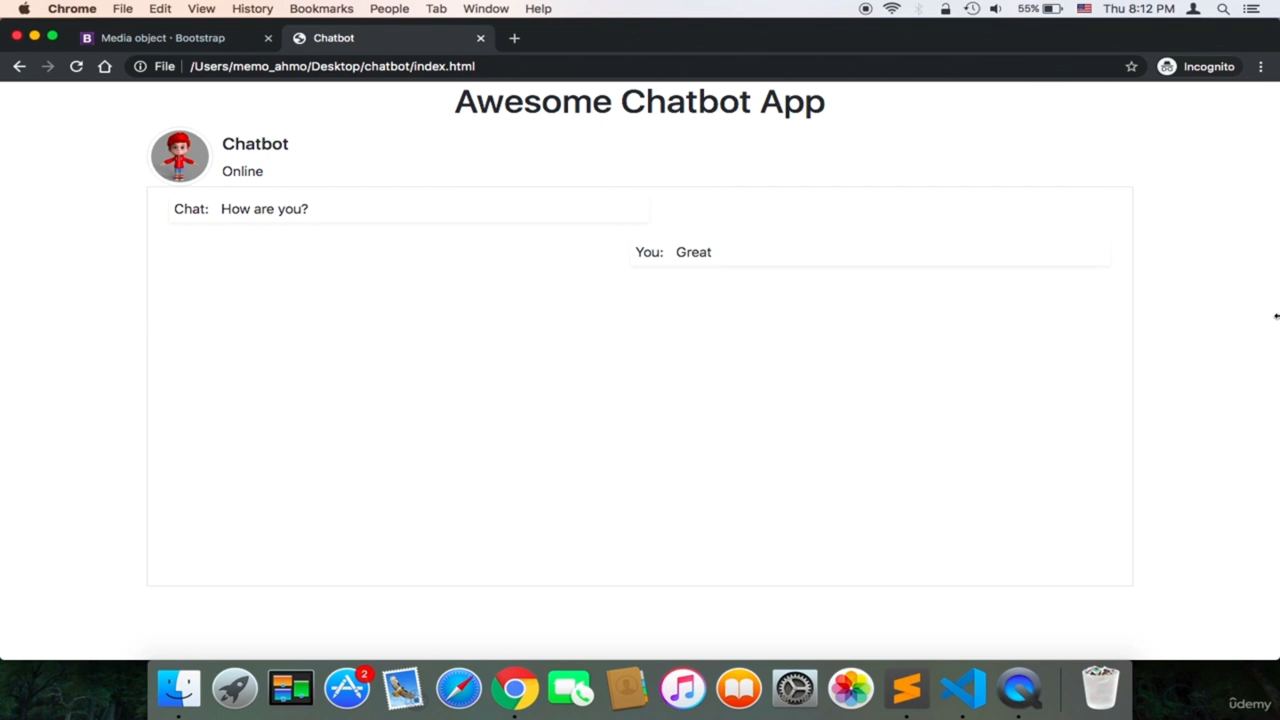 Chrome File Edit View History Bookmarks People Tab Window Help 55% Thu 8:12 PM
B Media object · Bootstrap Chatbot
File /Users/memo_ahmo/Desktop/chatbot/index.html Incognito
Awesome Chatbot App
Chatbot
Online
Chat: How are you?
You: Great
2
ûdemy